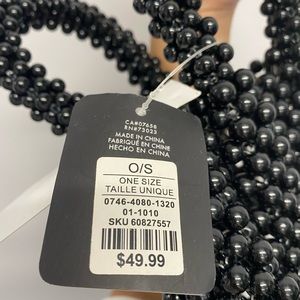 CA#07656
RN#73023
MADE IN CHINA
FABRIQUÉ EN CHINE
HECHO EN CHINA
O/S
ONE SIZE
TAILLE UNIQUE
0746-4080-1320
01-1010
SKU 60827557
$49.99